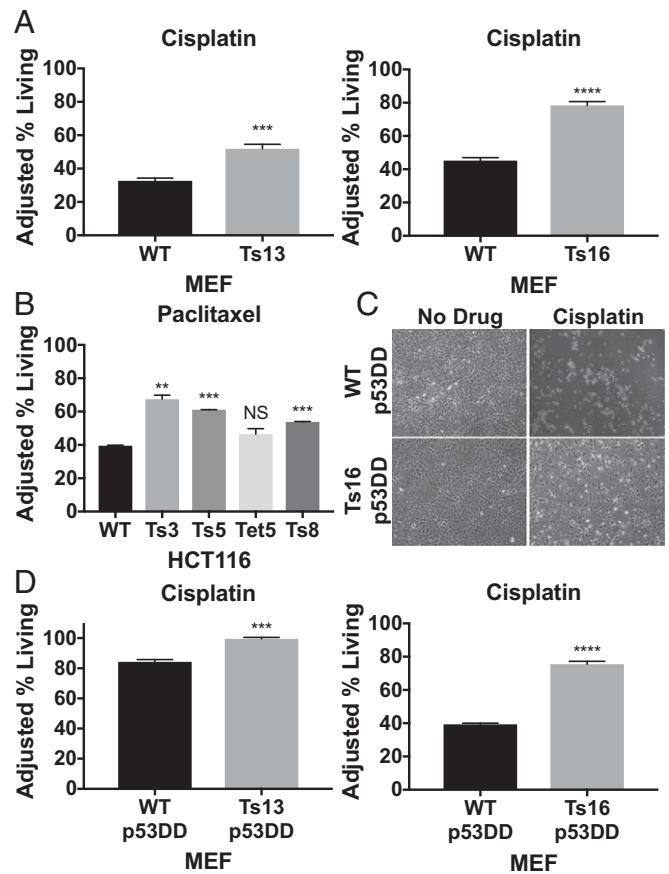 A
Cisplatin
Adjusted % Living
100
80
60
40
20
0
***
WT Ts13
MEF
Cisplatin
Adjusted % Living
100
80
60
40
20
0
****
WT Ts16
MEF
B
Paclitaxel
Adjusted % Living
100
80
60
40
20
0
** *** NS ***
WT Ts3 Ts5 Tet5 Ts8
HCT116
C
No Drug Cisplatin
WT
p53DD
Ts16
p53DD
D
Cisplatin
Adjusted % Living
100
80
60
40
20
0
***
WT Ts13
p53DD p53DD
MEF
Cisplatin
Adjusted % Living
100
80
60
40
20
0
****
WT Ts16
p53DD p53DD
MEF